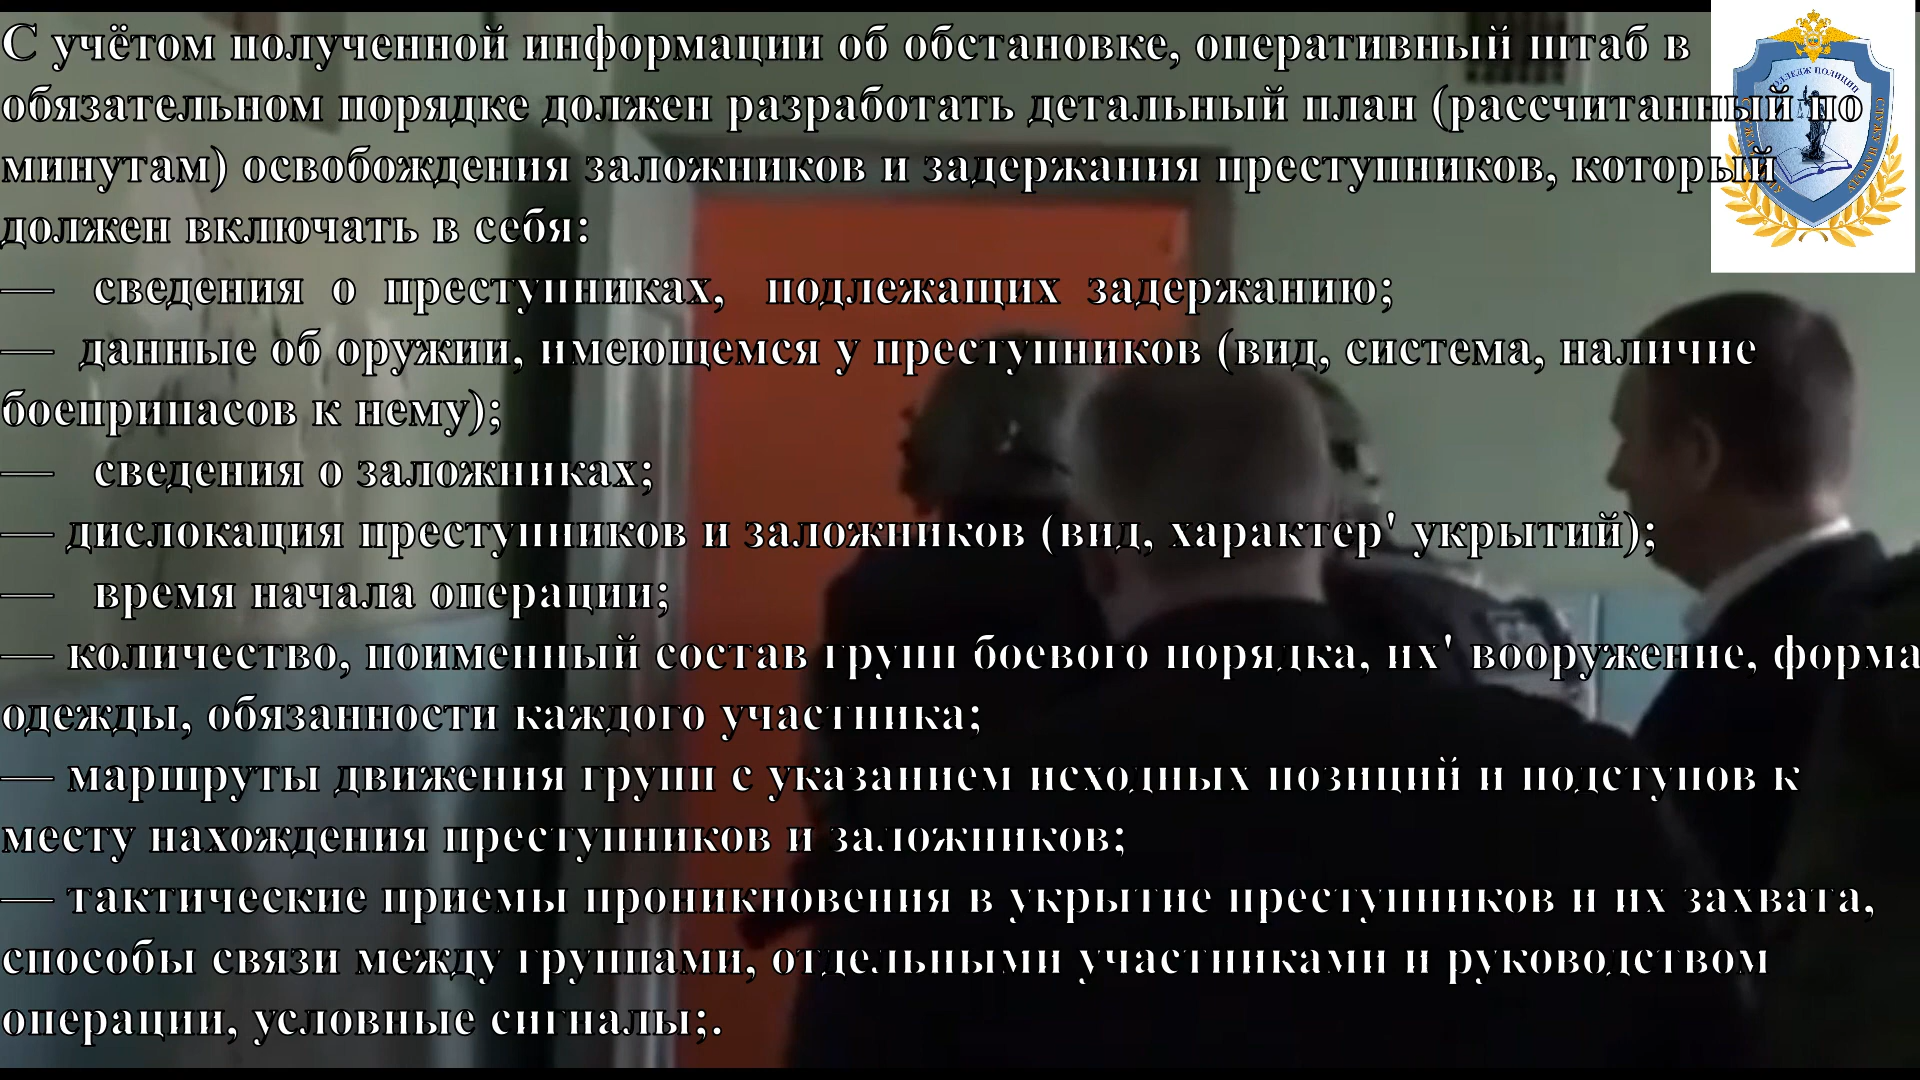 С учётом полученной информации об обстановке, оперативный штаб в
обязательном порядке должен разработать детальный план (рассчитанный по
минутам) освобождения заложников и задержания преступников, который
должен включать в себя:
— сведения о преступниках, подлежащих задержанию;
— данные об оружии, имеющемся у преступников (вид, система, наличие
боеприпасов к нему);
— сведения о заложниках;
— дислокация преступников и заложников (вид, характер' укрытий);
— время начала операции;
— количество, поименный состав групп боевого порядка, их' вооружение, форма
одежды, обязанности каждого участника;
— маршруты движения групп с указанием исходных позиций и подступов к
месту нахождения преступников и заложников;
— тактические приемы проникновения в укрытие преступников и их захвата,
способы связи между группами, отдельными участниками и руководством
операции, условные сигналы;.
ПОЛИЦИИ